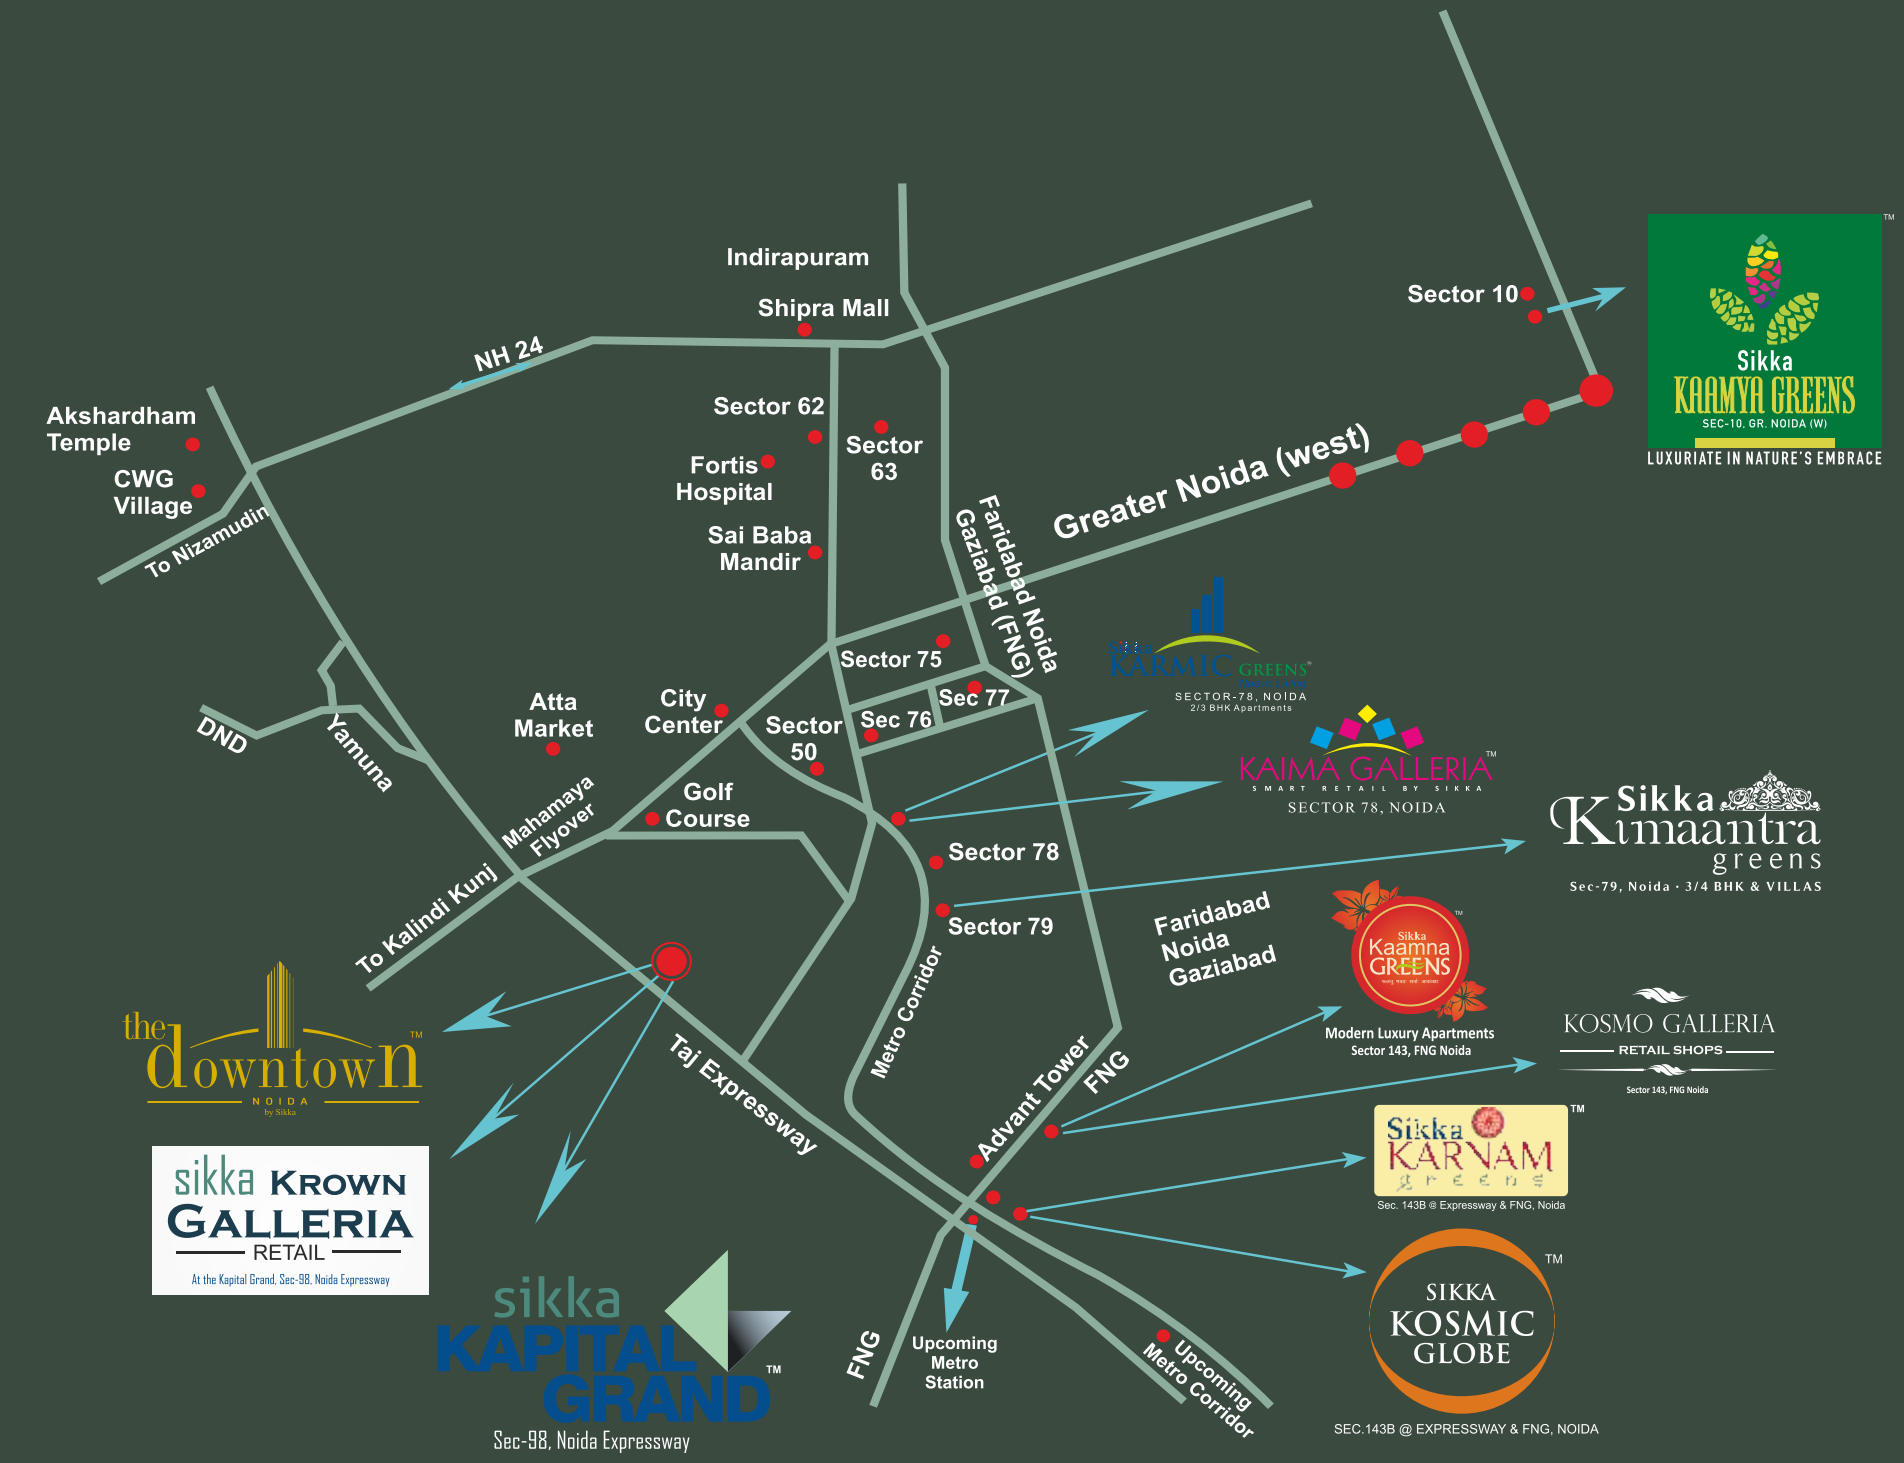 Indirapuram
Shipra Mall
NH 24
Akshardham
Temple
CWG
Village
To Nizamudin
Sector 62
Sector
63
Fortis
Hospital
Sai Baba
Mandir
Faridabad Noida
Gaziabad (FNG)
Greater Noida (west)
Sector 10
TM
Sikka
KAAMYA GREENS
SEC-10, GR. NOIDA (W)
LUXURIATE IN NATURE'S EMBRACE
DND
Yamuna
Atta
Market
City
Center
Sector 75
Sec 77
Sec 76
Sector
50
Mahamaya
Flyover
Golf
Course
To Kalindi Kunj
Sikka
KARMIC GREENS
®
SECTOR-78, NOIDA
2/3 BHK Apartments
KAIMA GALLERIA
TM
SMART RETAIL BY SIKKA
SECTOR 78, NOIDA
Sikka
Kimaantra
greens
Sec-79, Noida · 3/4 BHK & VILLAS
Sector 78
Sector 79
Faridabad
Noida
Gaziabad
TM
Sikka
Kaamna
GREENS
Modern Luxury Apartments
Sector 143, FNG Noida
KOSMO GALLERIA
RETAIL SHOPS
Sector 143, FNG Noida
Metro Corridor
Taj Expressway
Advant Tower
FNG
the
downtown
TM
NOIDA
by Sikka
sikka KROWN
GALLERIA
RETAIL
At the Kapital Grand, Sec-98, Noida Expressway
sikka
KAPITAL
GRAND
TM
Sec-98, Noida Expressway
FNG
Upcoming
Metro
Station
Upcoming
Metro Corridor
TM
Sikka
KARNAM
greens
Sec. 143B @ Expressway & FNG, Noida
TM
SIKKA
KOSMIC
GLOBE
SEC.143B @ EXPRESSWAY & FNG, NOIDA